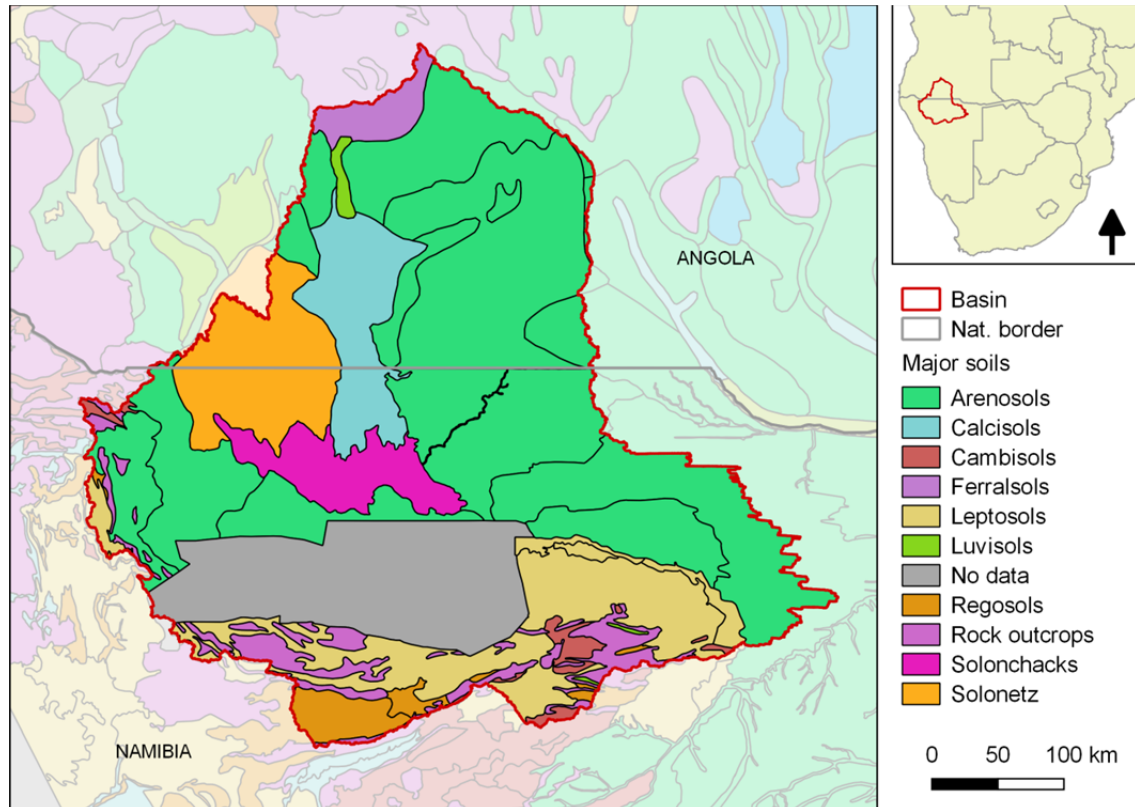 ANGOLA
NAMIBIA
Basin
Nat. border
Major soils
Arenosols
Calcisols
Cambisols
Ferralsols
Leptosols
Luvisols
No data
Regosols
Rock outcrops
Solonchacks
Solonetz
0 50 100 km